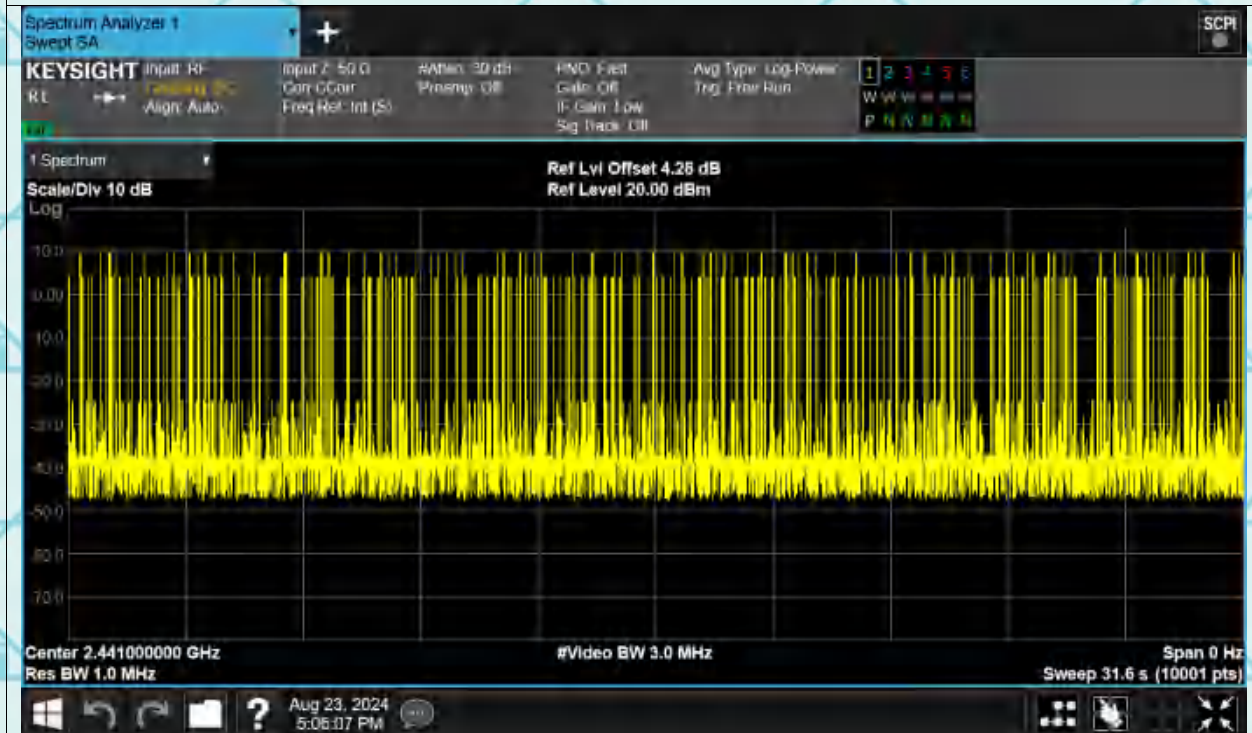 Spectrum Analyzer 1
Swept SA
+
SCPI
KEYSIGHT Input: RF
RL
Align: Auto
Input Z: 50 Ω
Corr CCorr
Freq Ref: Int (S)
#Atten: 30 dB
Preamp: Off
PNO: Fast
Gate: Off
IF Gain: Low
Sig Track: Off
Avg Type: Log-Power
Trig: Free Run
1 2 3 4 5 6
W W W W W W
P N N N N N
1 Spectrum
Scale/Div 10 dB
Log
Ref Lvl Offset 4.28 dB
Ref Level 20.00 dBm
10.0
0.00
-10.0
-20.0
-30.0
-40.0
-50.0
-60.0
-70.0
Center 2.441000000 GHz
Res BW 1.0 MHz
#Video BW 3.0 MHz
Span 0 Hz
Sweep 31.6 s (10001 pts)
?
Aug 23, 2024
5:06:07 PM